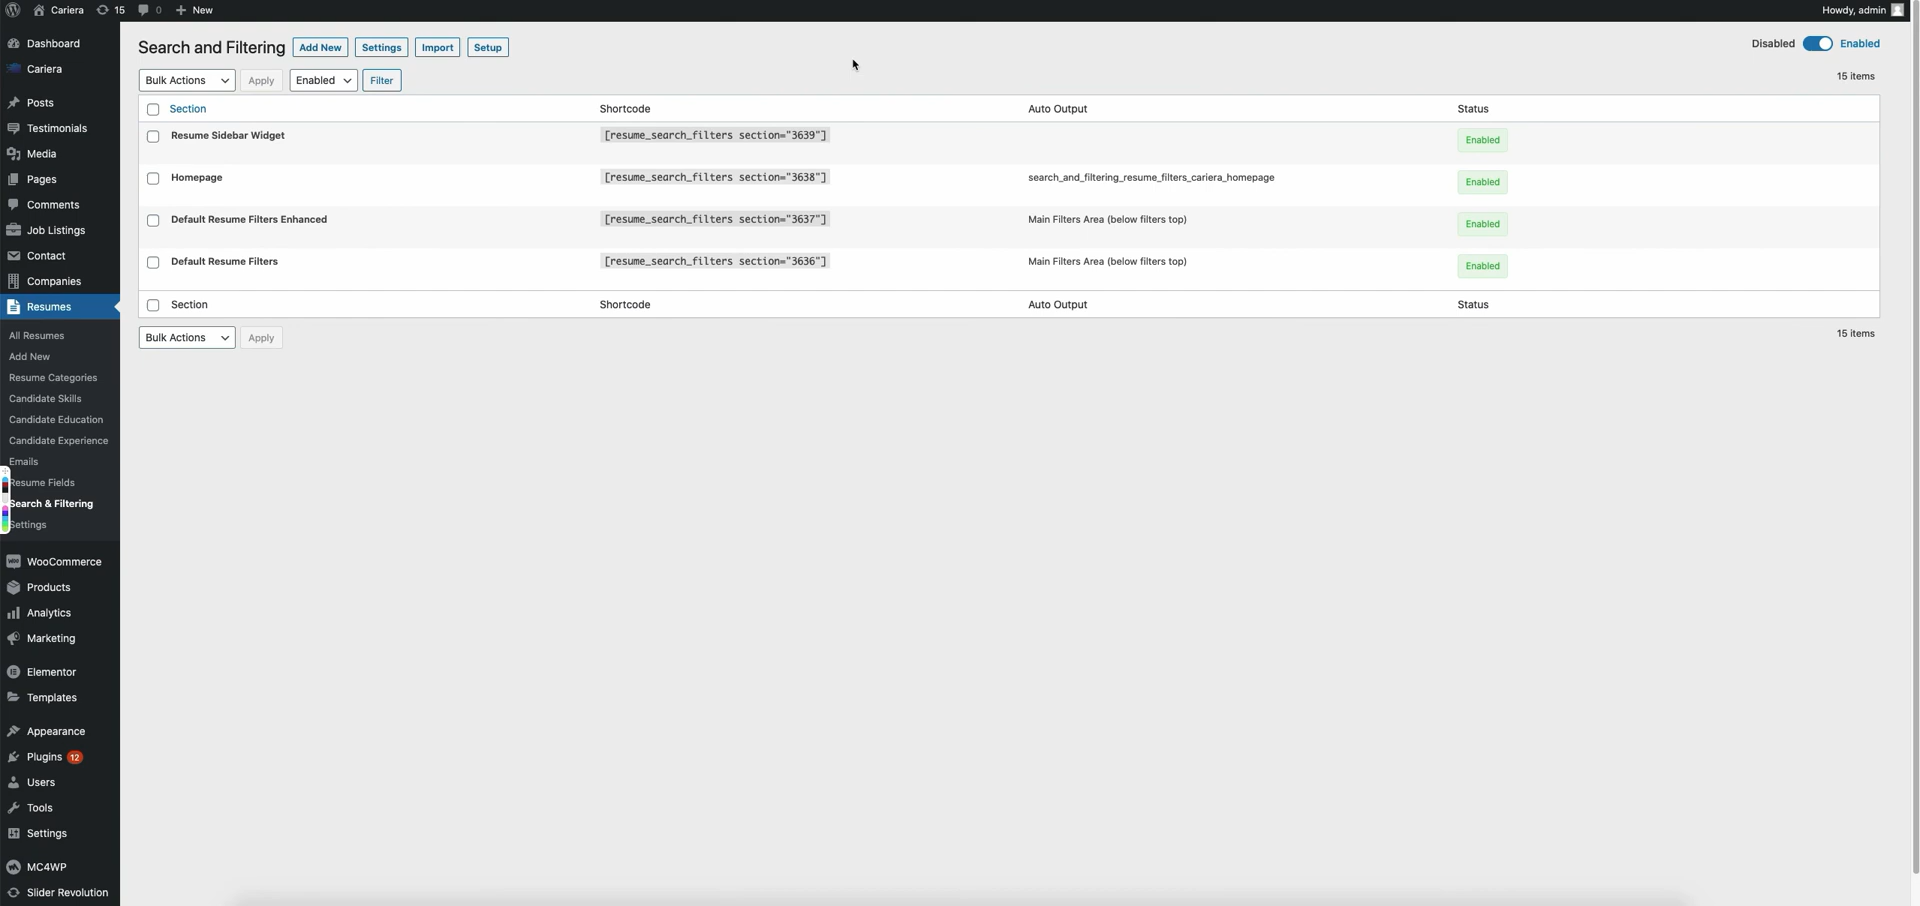 Cariera 15 0 New Howdy, admin
Dashboard
Cariera
Posts
Testimonials
Media
Pages
Comments
Job Listings
Contact
Companies
Resumes
All Resumes
Add New
Resume Categories
Candidate Skills
Candidate Education
Candidate Experience
Emails
Resume Fields
Search & Filtering
Settings
WooCommerce
Products
Analytics
Marketing
Elementor
Templates
Appearance
Plugins 12
Users
Tools
Settings
MC4WP
Slider Revolution
Search and Filtering Add New Settings Import Setup Disabled Enabled
Bulk Actions Apply Enabled Filter 15 items
Section Shortcode Auto Output Status
Resume Sidebar Widget [resume_search_filters section="3639"] Enabled
Homepage [resume_search_filters section="3638"] search_and_filtering_resume_filters_cariera_homepage Enabled
Default Resume Filters Enhanced [resume_search_filters section="3637"] Main Filters Area (below filters top) Enabled
Default Resume Filters [resume_search_filters section="3636"] Main Filters Area (below filters top) Enabled
Section Shortcode Auto Output Status
Bulk Actions Apply 15 items